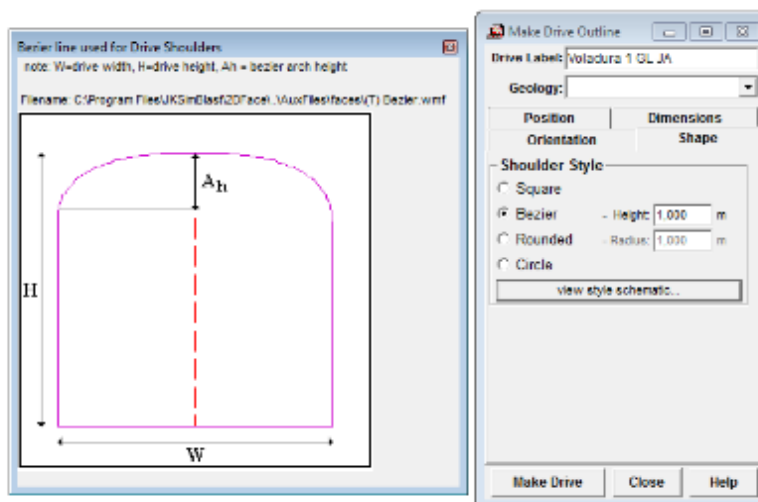 Bezier line used for Drive Shoulders
note: W=drive width, H=drive height, Ah = bezier arch height
Filename: C:\Program Files\JKSimBlast\2DFace\..\AuxFiles\faces\(T) Bezier.wmf
Ah
H
W
Make Drive Outline
Drive Label: Voladura 1 GL JA
Geology:
Position Dimensions
Orientation Shape
Shoulder Style
Square
Bezier - Height: 1.000 m
Rounded - Radius: 1.000 m
Circle
view style schematic...
Make Drive Close Help